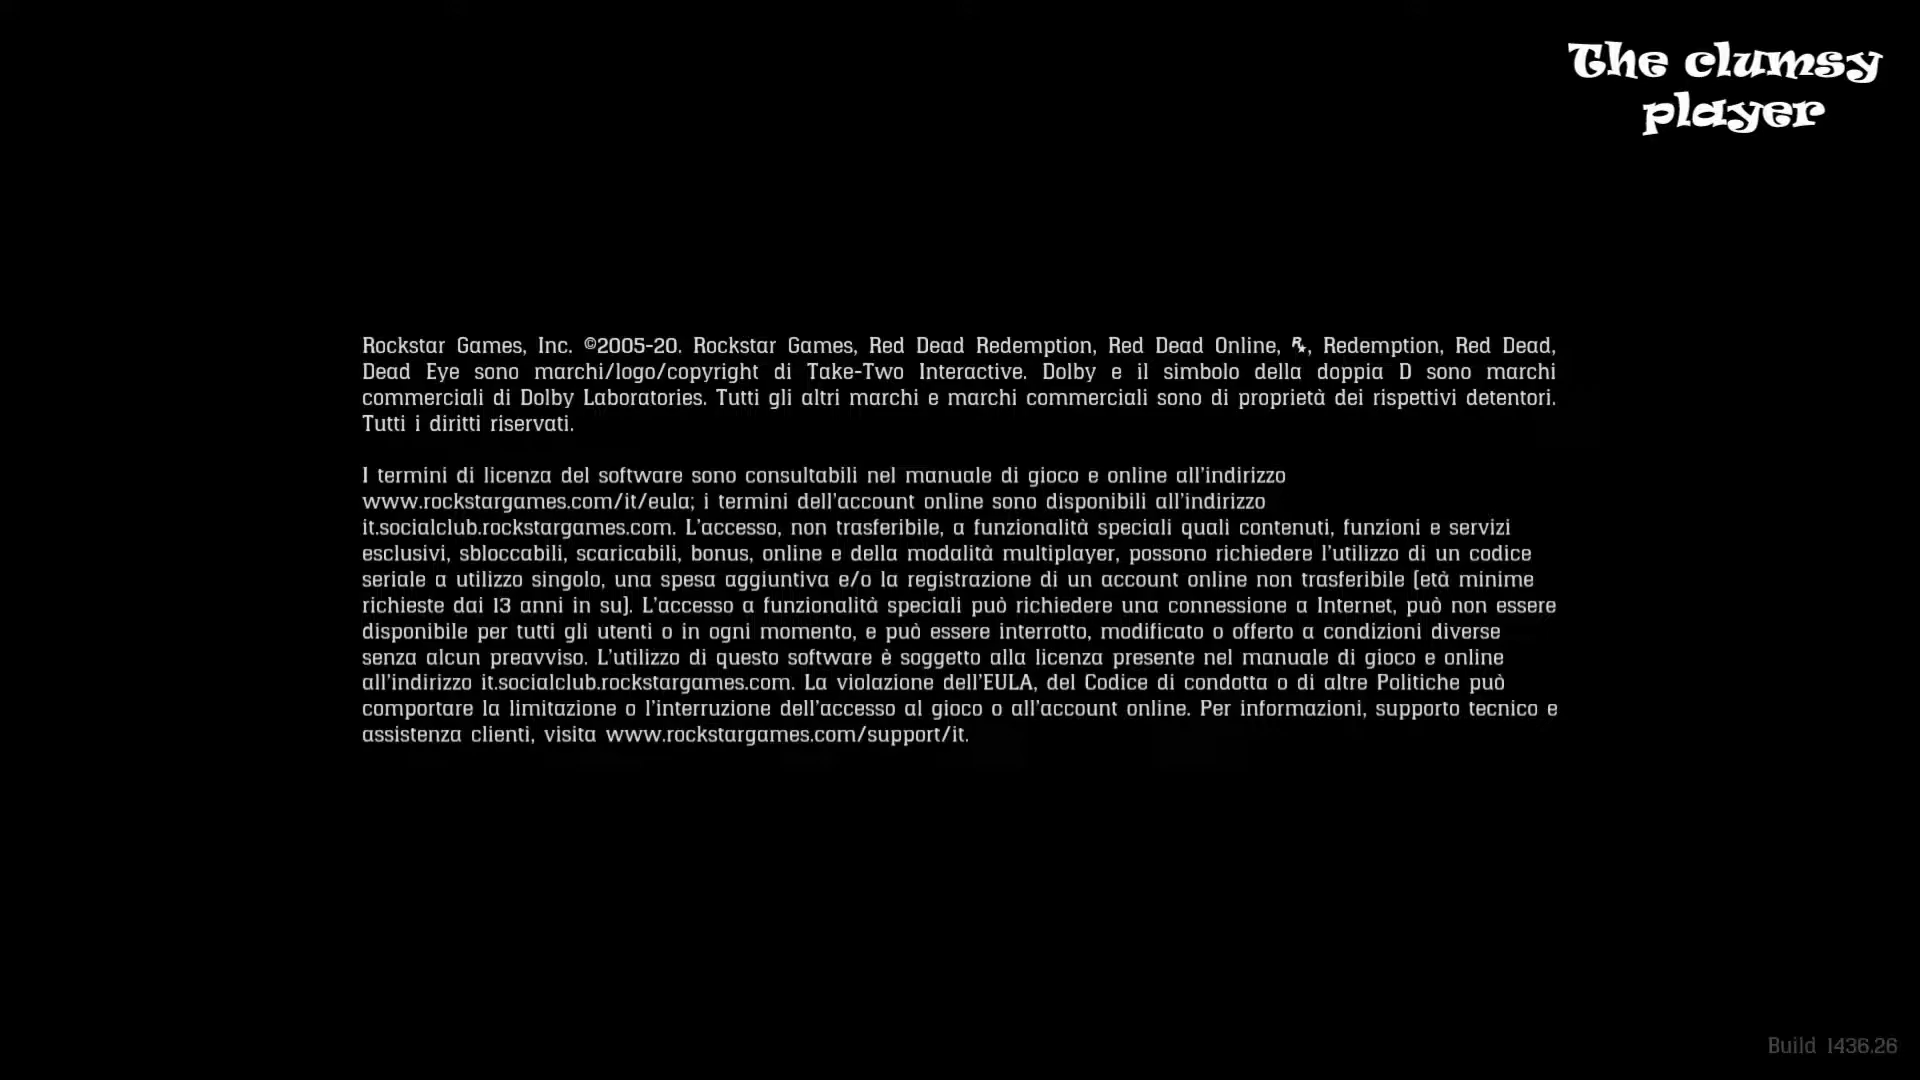 The clumsy
player
Rockstar Games, Inc. ©2005-20. Rockstar Games, Red Dead Redemption, Red Dead Online, R★, Redemption, Red Dead,
Dead Eye sono marchi/logo/copyright di Take-Two Interactive. Dolby e il simbolo della doppia D sono marchi
commerciali di Dolby Laboratories. Tutti gli altri marchi e marchi commerciali sono di proprietà dei rispettivi detentori.
Tutti i diritti riservati.
I termini di licenza del software sono consultabili nel manuale di gioco e online all'indirizzo
www.rockstargames.com/it/eula; i termini dell'account online sono disponibili all'indirizzo
it.socialclub.rockstargames.com. L'accesso, non trasferibile, a funzionalità speciali quali contenuti, funzioni e servizi
esclusivi, sbloccabili, scaricabili, bonus, online e della modalità multiplayer, possono richiedere l'utilizzo di un codice
seriale a utilizzo singolo, una spesa aggiuntiva e/o la registrazione di un account online non trasferibile (età minime
richieste dai 13 anni in su). L'accesso a funzionalità speciali può richiedere una connessione a Internet, può non essere
disponibile per tutti gli utenti o in ogni momento, e può essere interrotto, modificato o offerto a condizioni diverse
senza alcun preavviso. L'utilizzo di questo software è soggetto alla licenza presente nel manuale di gioco e online
all'indirizzo it.socialclub.rockstargames.com. La violazione dell'EULA, del Codice di condotta o di altre Politiche può
comportare la limitazione o l'interruzione dell'accesso al gioco o all'account online. Per informazioni, supporto tecnico e
assistenza clienti, visita www.rockstargames.com/support/it.
Build 1436.26